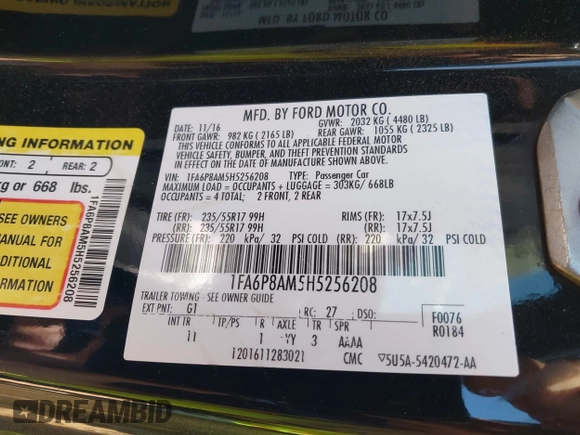 MFD. BY FORD MOTOR CO.
DATE: 11/16 GVWR: 2032 KG ( 4480 LB)
FRONT GAWR: 982 KG ( 2165 LB) REAR GAWR: 1055 KG ( 2325 LB)
THIS VEHICLE CONFORMS TO ALL APPLICABLE FEDERAL MOTOR
VEHICLE SAFETY, BUMPER, AND THEFT PREVENTION STANDARDS
IN EFFECT ON THE DATE OF MANUFACTURE SHOWN ABOVE.
VIN: 1FA6P8AM5H5256208 TYPE: Passenger Car
MAXIMUM LOAD = OCCUPANTS + LUGGAGE = 303KG/ 668LB
OCCUPANTS = 4 TOTAL: 2 FRONT, 2 REAR
TIRE (FR): 235/55R17 99H RIMS (FR): 17x7.5J
(RR): 235/55R17 99H (RR): 17x7.5J
PRESSURE (FR): 220 kPa/ 32 PSI COLD (RR): 220 kPa/ 32 PSI COLD
1FA6P8AM5H5256208
TRAILER TOWING - SEE OWNER GUIDE
EXT PNT: G1 RC: 27 DSO: F0076
R0184
INT TR TP/PS R AXLE TR SPR
11 1 YY 3 AAAA
1201611283021 CMC ▽5U5A-5420472-AA
NG INFORMATION
ONT: 2 REAR: 2
kg or 668 lbs.
SEE OWNERS
MANUAL FOR
ADDITIONAL
INFORMATION
1FA6P8AM5H5256208
DREAMBID